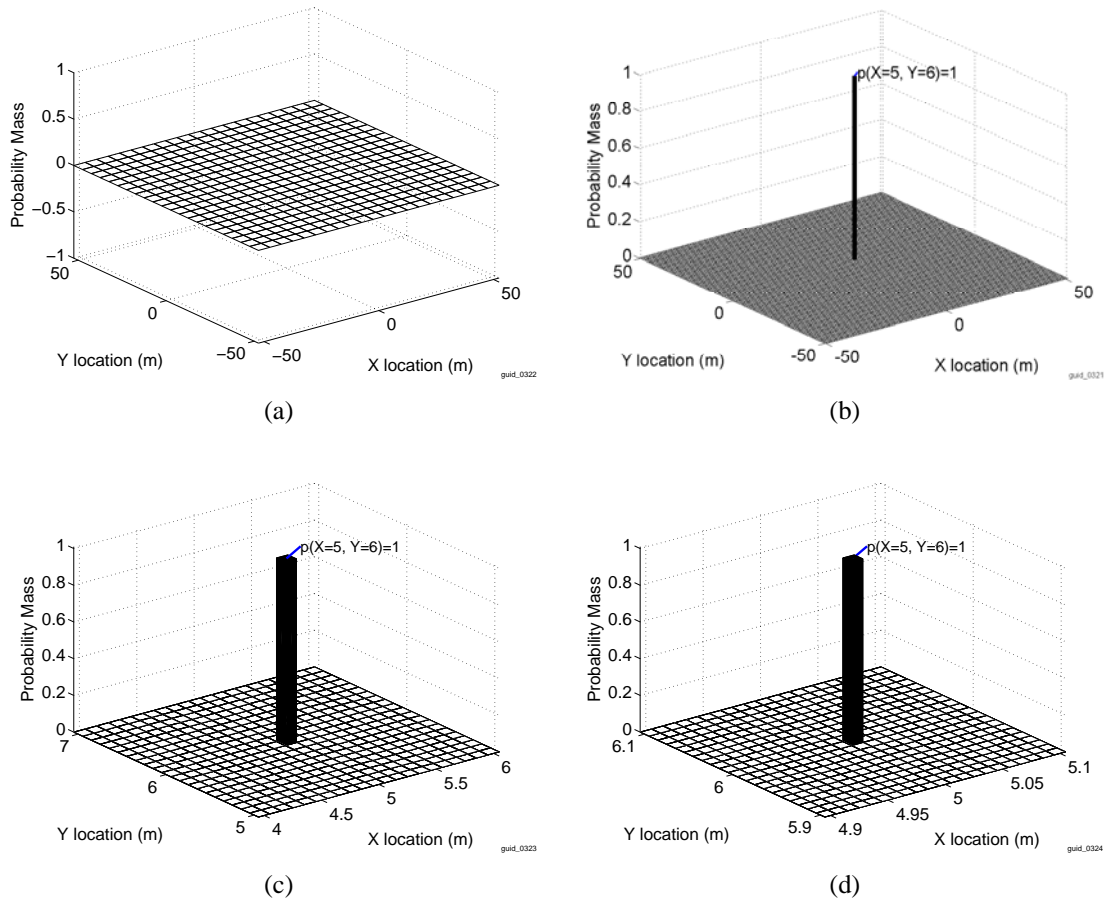 1
0.5
0
−0.5
−1
50
0
−50
−50
0
50
Probability Mass
Y location (m)
X location (m)
guid_0322
(a)
p(X=5, Y=6)=1
1
0.8
0.6
0.4
0.2
0
50
0
-50
-50
0
50
Probability Mass
Y location (m)
X location (m)
guid_0321
(b)
p(X=5, Y=6)=1
1
0.8
0.6
0.4
0.2
0
7
6
5
4
4.5
5
5.5
6
Probability Mass
Y location (m)
X location (m)
guid_0323
(c)
p(X=5, Y=6)=1
1
0.8
0.6
0.4
0.2
0
6.1
6
5.9
4.9
4.95
5
5.05
5.1
Probability Mass
Y location (m)
X location (m)
guid_0324
(d)